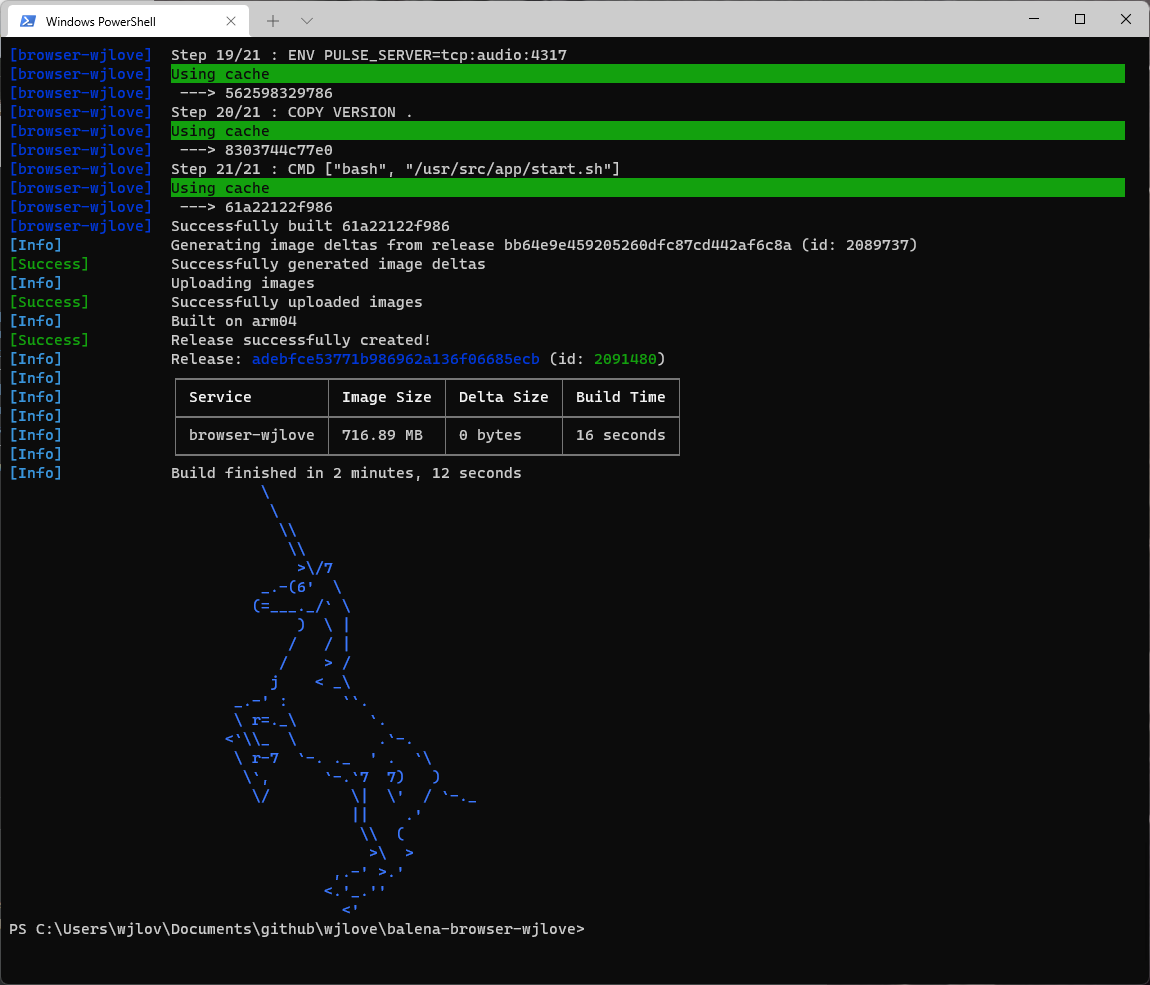 Windows PowerShell
[browser-wjlove]  Step 19/21 : ENV PULSE_SERVER=tcp:audio:4317
[browser-wjlove]  Using cache
[browser-wjlove]   ---> 562598329786
[browser-wjlove]  Step 20/21 : COPY VERSION .
[browser-wjlove]  Using cache
[browser-wjlove]   ---> 8303744c77e0
[browser-wjlove]  Step 21/21 : CMD ["bash", "/usr/src/app/start.sh"]
[browser-wjlove]  Using cache
[browser-wjlove]   ---> 61a22122f986
[browser-wjlove]  Successfully built 61a22122f986
[Info]            Generating image deltas from release bb64e9e459205260dfc87cd442af6c8a (id: 2089737)
[Success]         Successfully generated image deltas
[Info]            Uploading images
[Success]         Successfully uploaded images
[Info]            Built on arm04
[Success]         Release successfully created!
[Info]            Release: adebfce53771b986962a136f06685ecb (id: 2091480)
[Info]
[Info]            Service  Image Size  Delta Size  Build Time
[Info]
[Info]            browser-wjlove  716.89 MB  0 bytes  16 seconds
[Info]
[Info]            Build finished in 2 minutes, 12 seconds
PS C:\Users\wjlov\Documents\github\wjlove\balena-browser-wjlove>